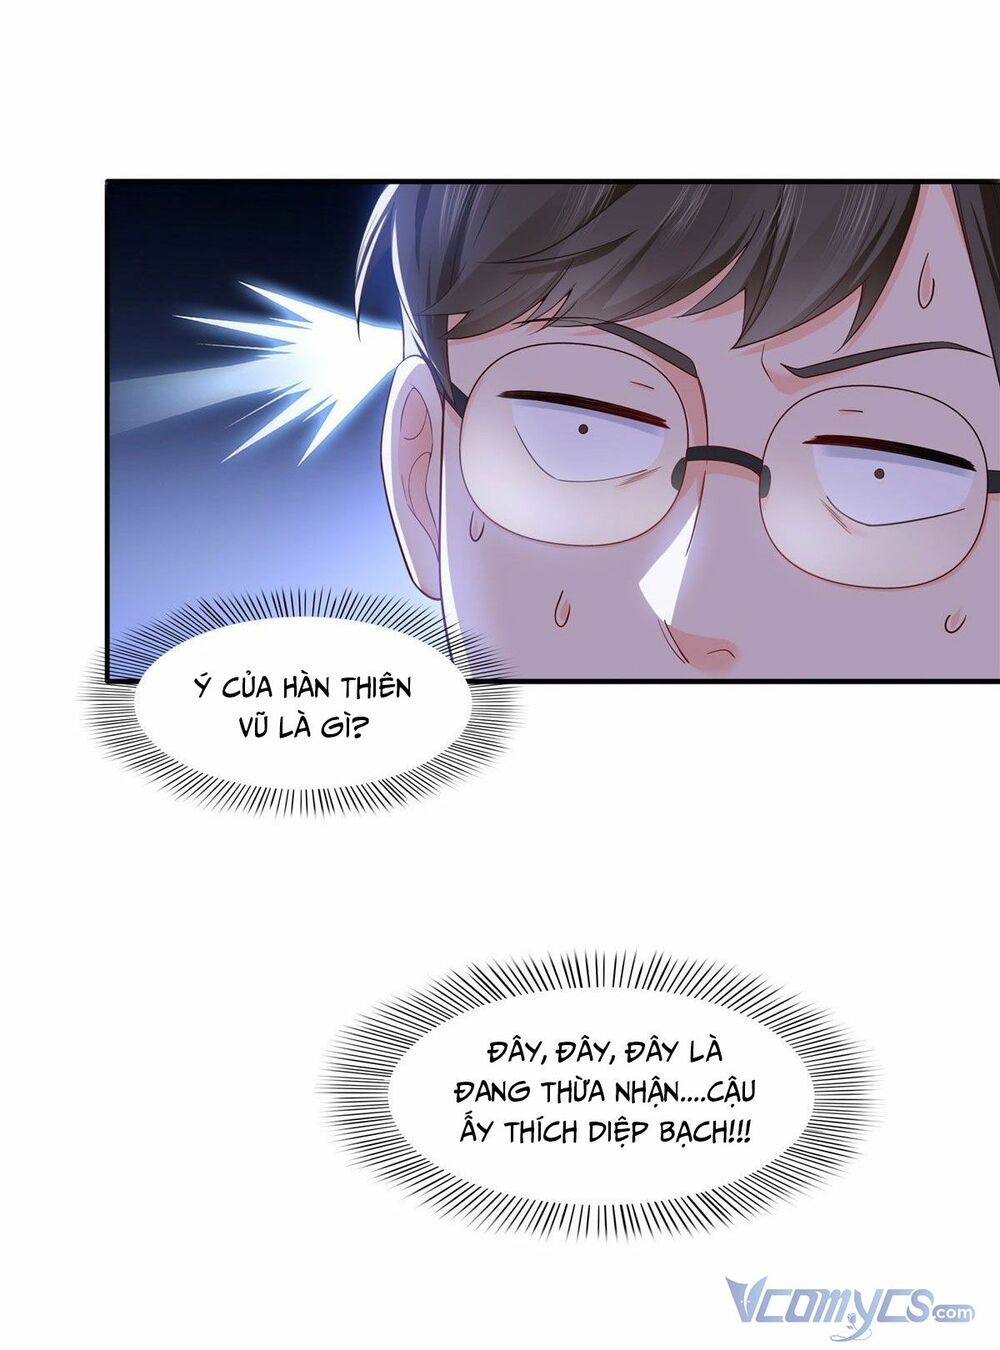 Ý CỦA HÀN THIÊN
VŨ LÀ GÌ?
ĐÂY, ĐÂY, ĐÂY LÀ
ĐANG THỪA NHẬN....CẬU
ẤY THÍCH DIỆP BẠCH!!!
VCOMYCS.com